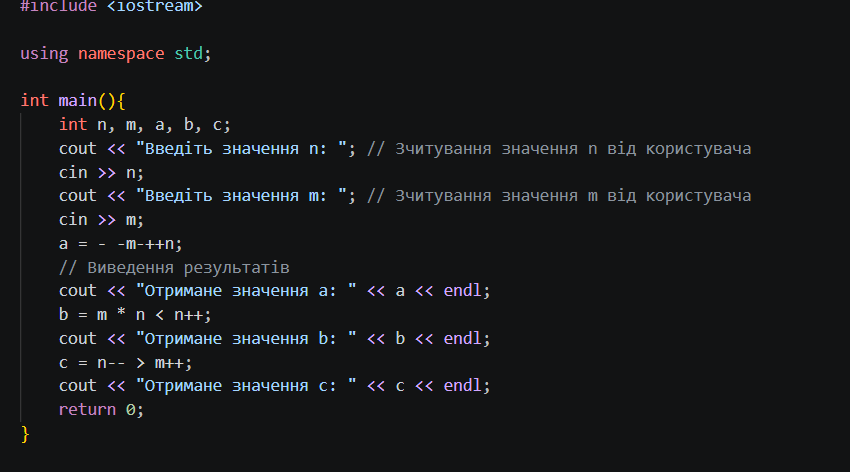 #include <iostream>
using namespace std;
int main(){
int n, m, a, b, c;
cout << "Введіть значення n: "; // Зчитування значення n від користувача
cin >> n;
cout << "Введіть значення m: "; // Зчитування значення m від користувача
cin >> m;
a = - -m-++n;
// Виведення результатів
cout << "Отримане значення a: " << a << endl;
b = m * n < n++;
cout << "Отримане значення b: " << b << endl;
c = n-- > m++;
cout << "Отримане значення c: " << c << endl;
return 0;
}